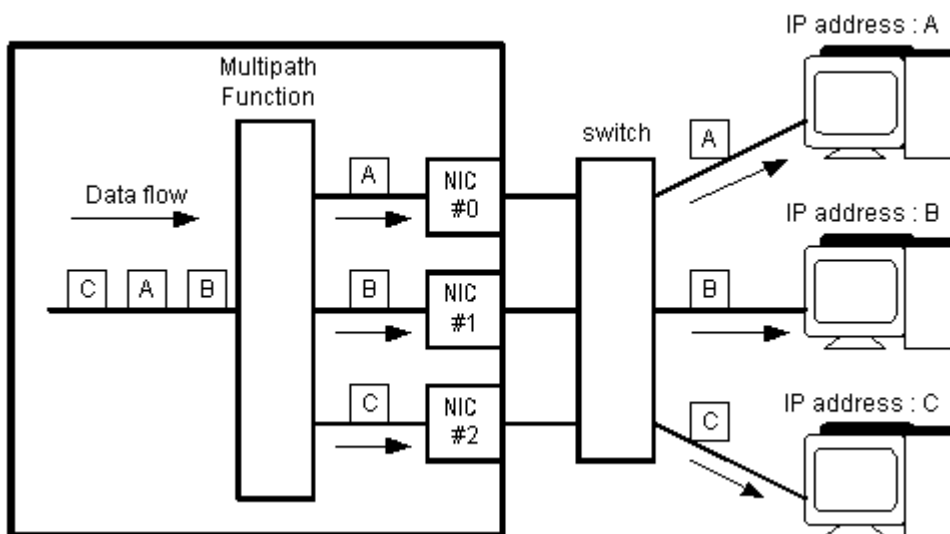 IP address : A
Multipath
Function
switch
A
A
NIC
#0
Data flow
IP address : B
C A B
B
NIC
#1
B
IP address : C
C
NIC
#2
C